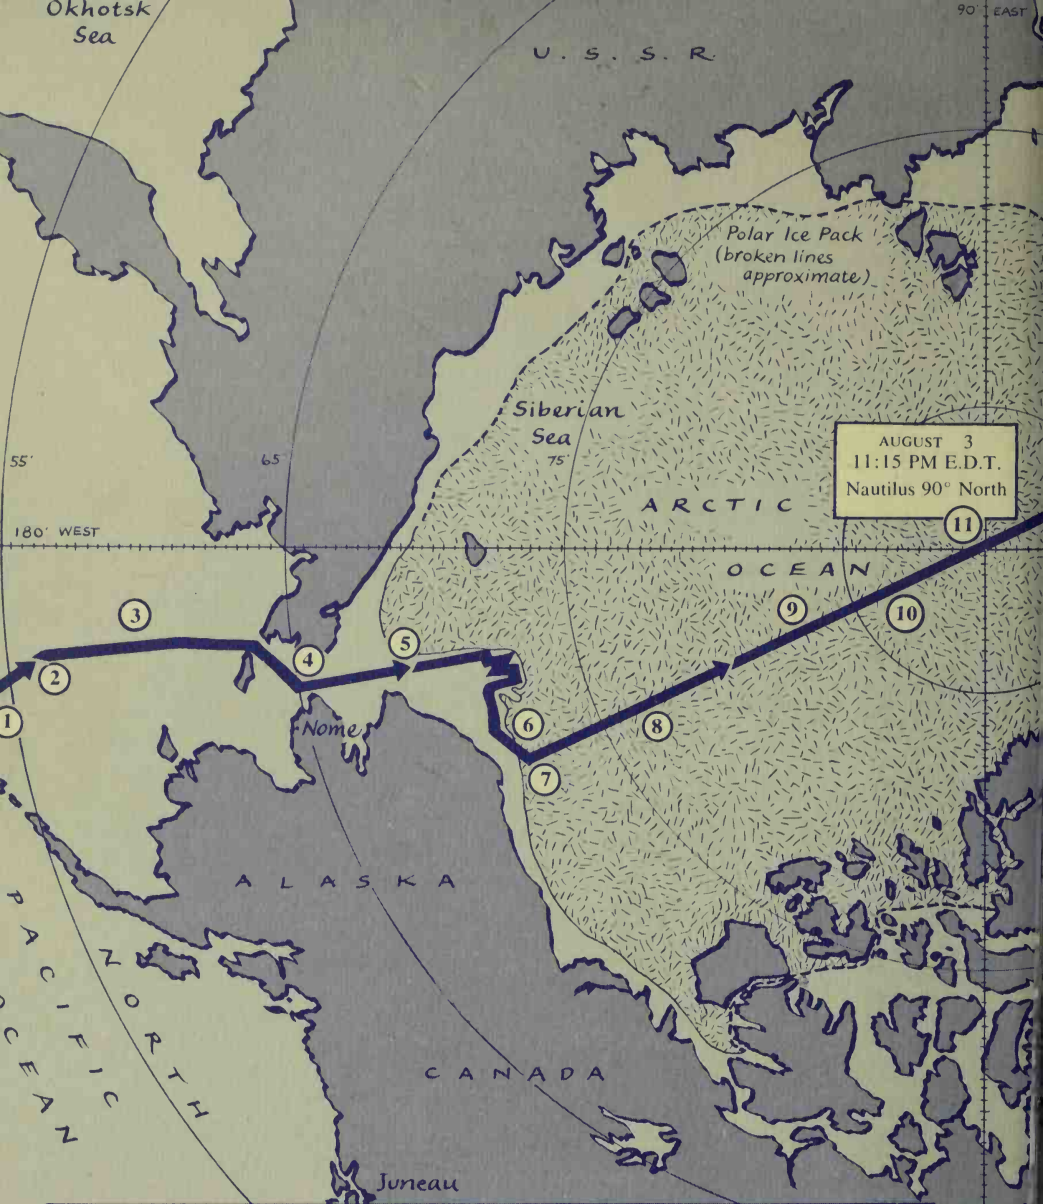 Okhotsk
Sea
90° EAST
U. S. S. R.
Polar Ice Pack
(broken lines
approximate)
Siberian
Sea
55°
65
75°
AUGUST 3
11:15 PM E.D.T.
Nautilus 90° North
ARCTIC
11
180° WEST
OCEAN
9
10
3
4
5
2
1
6
8
7
Nome
ALASKA
NORTH
PACIFIC
OCEAN
CANADA
Juneau